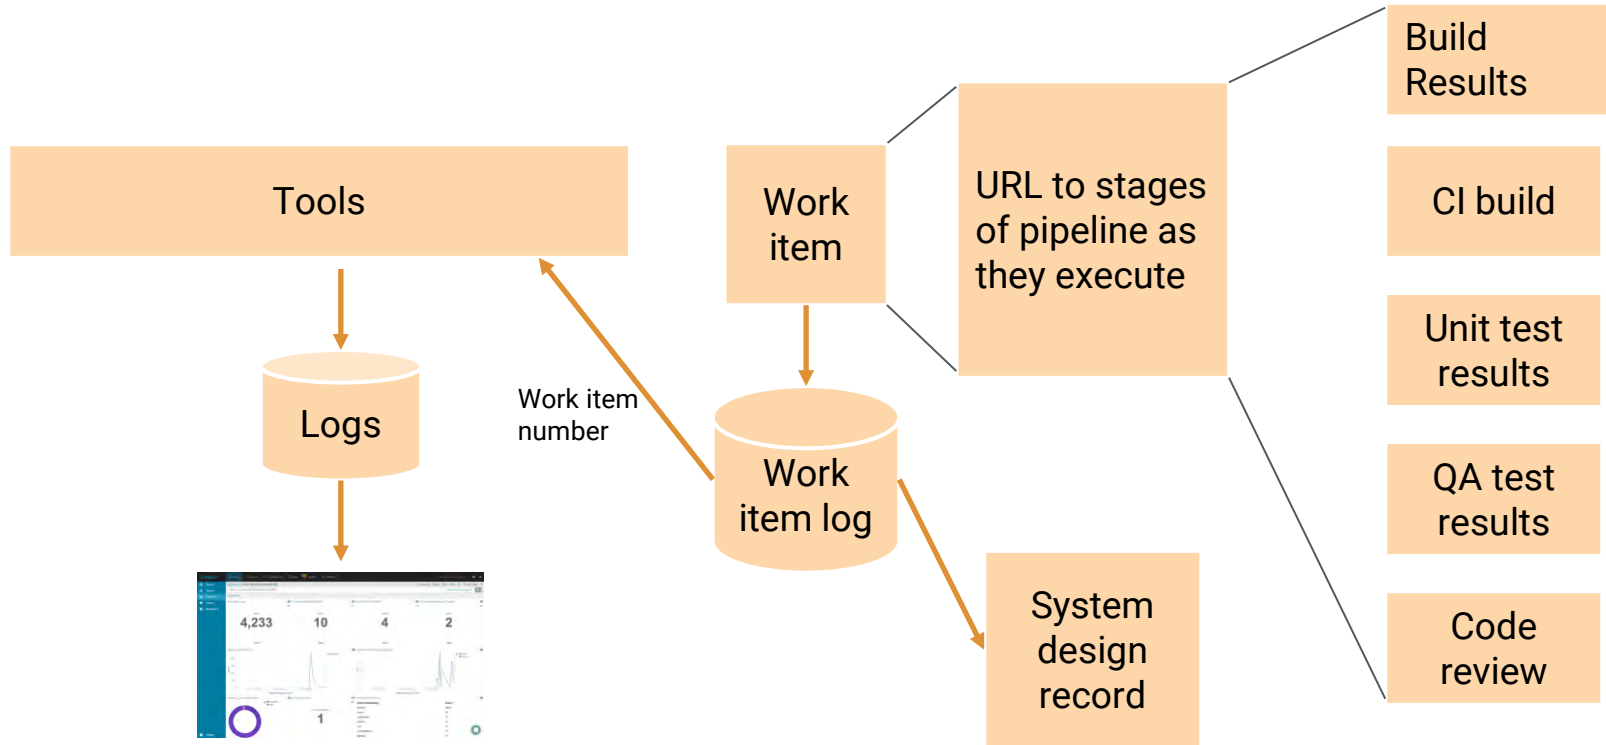 Build
Results
Tools
Work
item
URL to stages
of pipeline as
they execute
CI build
Unit test
results
Logs
Work item
number
Work
item log
QA test
results
System
design
record
Code
review
4,233
10
4
2
1